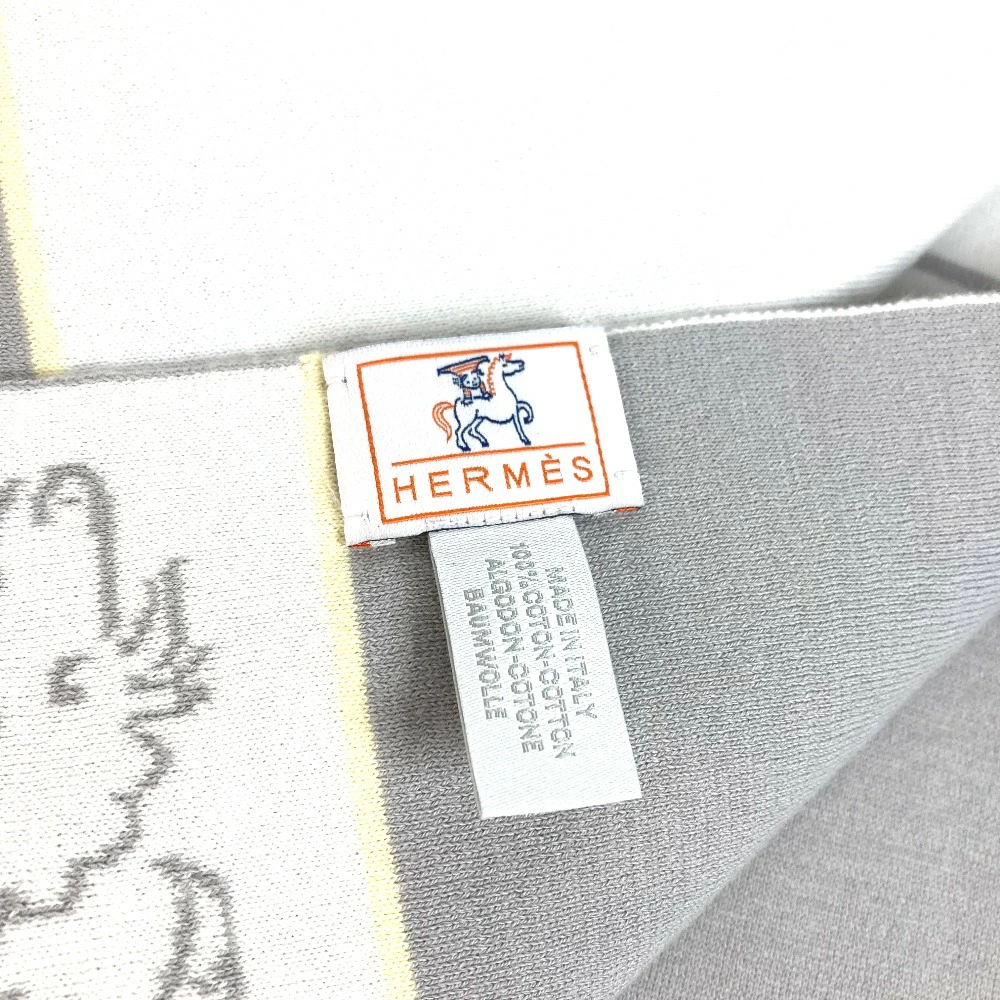 HERMÈS
MADE IN ITALY
100% COTON-COTTON
ALGODON-COTONE
BAUMWOLLE